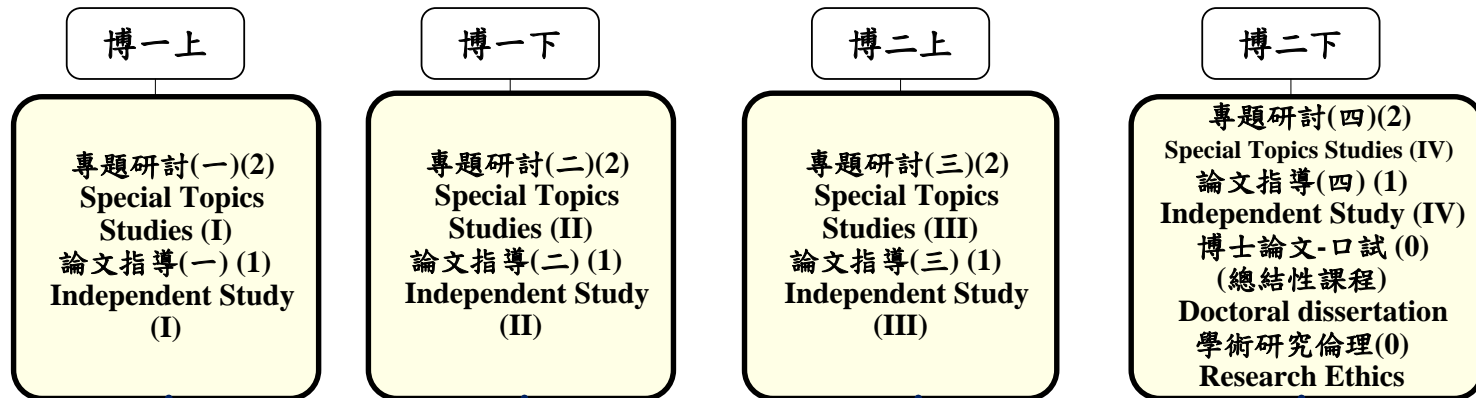 博一上
專題研討(一)(2)
Special Topics
Studies (I)
論文指導(一) (1)
Independent Study
(I)
博一下
專題研討(二)(2)
Special Topics
Studies (II)
論文指導(二) (1)
Independent Study
(II)
博二上
專題研討(三)(2)
Special Topics
Studies (III)
論文指導(三) (1)
Independent Study
(III)
博二下
專題研討(四)(2)
Special Topics Studies (IV)
論文指導(四) (1)
Independent Study (IV)
博士論文-口試 (0)
(總結性課程)
Doctoral dissertation
學術研究倫理(0)
Research Ethics